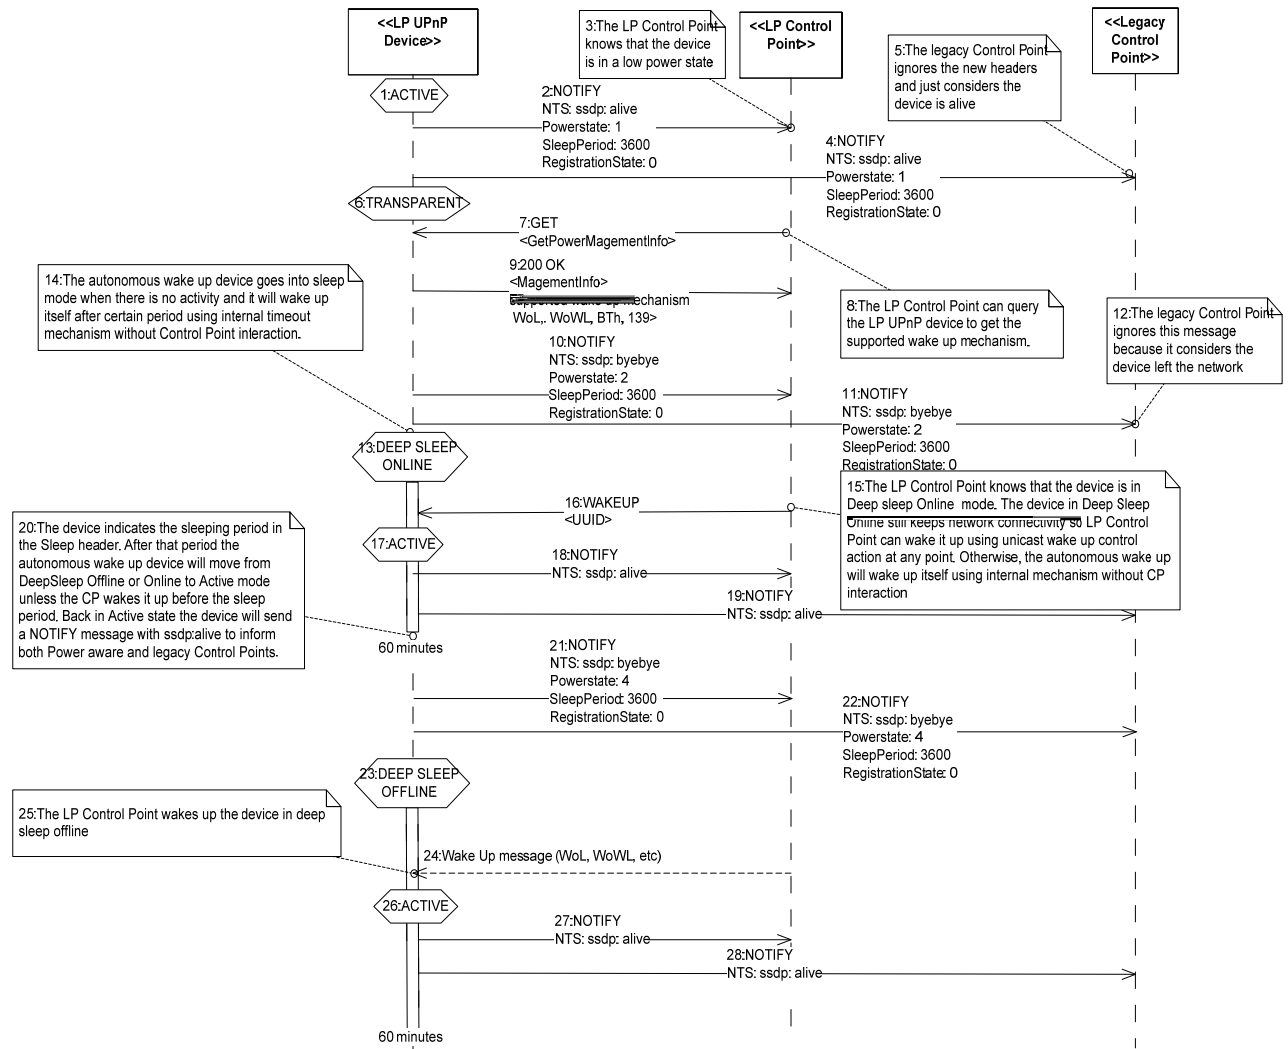 <<LP UPnP
Device>>
<<LP Control
Point>>
<<Legacy
Control
Point>>
3:The LP Control Point
knows that the device
is in a low power state
5:The legacy Control Point
ignores the new headers
and just considers the
device is alive
1:ACTIVE
2:NOTIFY
NTS: ssdp: alive
Powerstate: 1
SleepPeriod: 3600
RegistrationState: 0
4:NOTIFY
NTS: ssdp: alive
Powerstate: 1
SleepPeriod: 3600
RegistrationState: 0
6:TRANSPARENT
7:GET
<GetPowerMagementInfo>
9:200 OK
<MagementInfo>
supported wake up mechanism
WoL,. WoWL, BTh, 139>
8:The LP Control Point can query
the LP UPnP device to get the
supported wake up mechanism.
12:The legacy Control Point
ignores this message
because it considers the
device left the network
14:The autonomous wake up device goes into sleep
mode when there is no activity and it will wake up
itself after certain period using internal timeout
mechanism without Control Point interaction.
10:NOTIFY
NTS: ssdp: byebye
Powerstate: 2
SleepPeriod: 3600
RegistrationState: 0
11:NOTIFY
NTS: ssdp: byebye
Powerstate: 2
SleepPeriod: 3600
RegistrationState: 0
13:DEEP SLEEP
ONLINE
15:The LP Control Point knows that the device is in
Deep sleep Online mode. The device in Deep Sleep
Online still keeps network connectivity so LP Control
Point can wake it up using unicast wake up control
action at any point. Otherwise, the autonomous wake up
will wake up itself using internal mechanism without CP
interaction
16:WAKEUP
<UUID>
17:ACTIVE
18:NOTIFY
NTS: ssdp: alive
19:NOTIFY
NTS: ssdp: alive
20:The device indicates the sleeping period in
the Sleep header. After that period the
autonomous wake up device will move from
DeepSleep Offline or Online to Active mode
unless the CP wakes it up before the sleep
period. Back in Active state the device will send
a NOTIFY message with ssdp:alive to inform
both Power aware and legacy Control Points.
60 minutes
21:NOTIFY
NTS: ssdp: byebye
Powerstate: 4
SleepPeriod: 3600
RegistrationState: 0
22:NOTIFY
NTS: ssdp: byebye
Powerstate: 4
SleepPeriod: 3600
RegistrationState: 0
23:DEEP SLEEP
OFFLINE
25:The LP Control Point wakes up the device in deep
sleep offline
24:Wake Up message (WoL, WoWL, etc)
26:ACTIVE
27:NOTIFY
NTS: ssdp: alive
28:NOTIFY
NTS: ssdp: alive
60 minutes